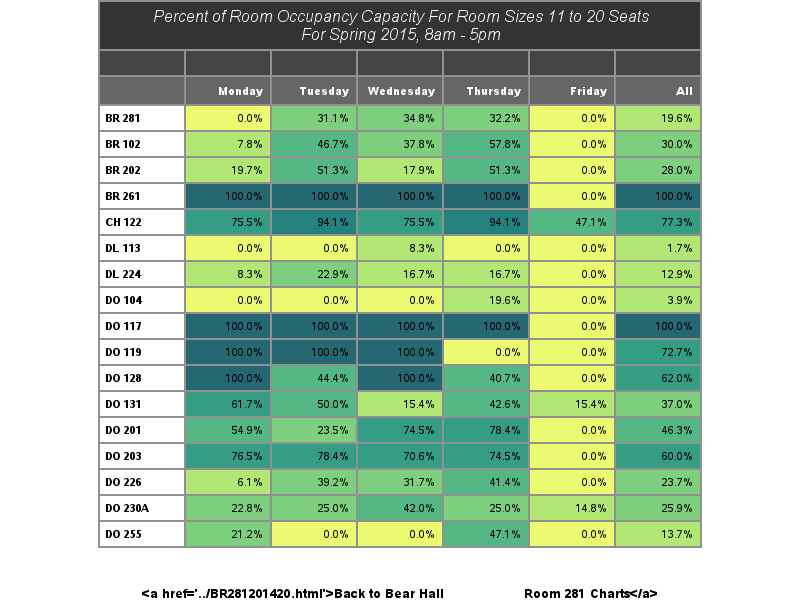 Percent of Room Occupancy Capacity For Room Sizes 11 to 20 Seats
For Spring 2015, 8am - 5pm
Monday Tuesday Wednesday Thursday Friday All
BR 281 0.0% 31.1% 34.8% 32.2% 0.0% 19.6%
BR 102 7.8% 46.7% 37.8% 57.8% 0.0% 30.0%
BR 202 19.7% 51.3% 17.9% 51.3% 0.0% 28.0%
BR 261 100.0% 100.0% 100.0% 100.0% 0.0% 100.0%
CH 122 75.5% 94.1% 75.5% 94.1% 47.1% 77.3%
DL 113 0.0% 0.0% 8.3% 0.0% 0.0% 1.7%
DL 224 8.3% 22.9% 16.7% 16.7% 0.0% 12.9%
DO 104 0.0% 0.0% 0.0% 19.6% 0.0% 3.9%
DO 117 100.0% 100.0% 100.0% 100.0% 0.0% 100.0%
DO 119 100.0% 100.0% 100.0% 0.0% 0.0% 72.7%
DO 128 100.0% 44.4% 100.0% 40.7% 0.0% 62.0%
DO 131 61.7% 50.0% 15.4% 42.6% 15.4% 37.0%
DO 201 54.9% 23.5% 74.5% 78.4% 0.0% 46.3%
DO 203 76.5% 78.4% 70.6% 74.5% 0.0% 60.0%
DO 226 6.1% 39.2% 31.7% 41.4% 0.0% 23.7%
DO 230A 22.8% 25.0% 42.0% 25.0% 14.8% 25.9%
DO 255 21.2% 0.0% 0.0% 47.1% 0.0% 13.7%
<a href='../BR281201420.html'>Back to Bear Hall Room 281 Charts</a>